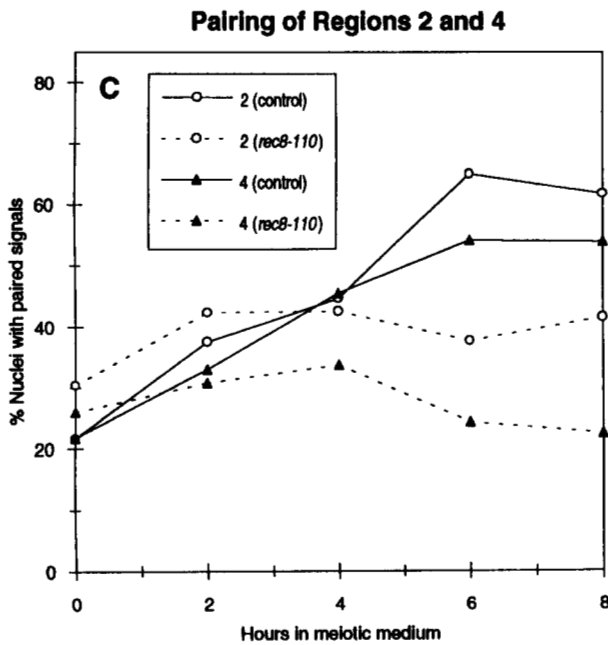 Pairing of Regions 2 and 4
C
2 (control)
2 (rec8-110)
4 (control)
4 (rec8-110)
% Nuclei with paired signals
80
60
40
20
0
0 2 4 6 8
Hours in meiotic medium